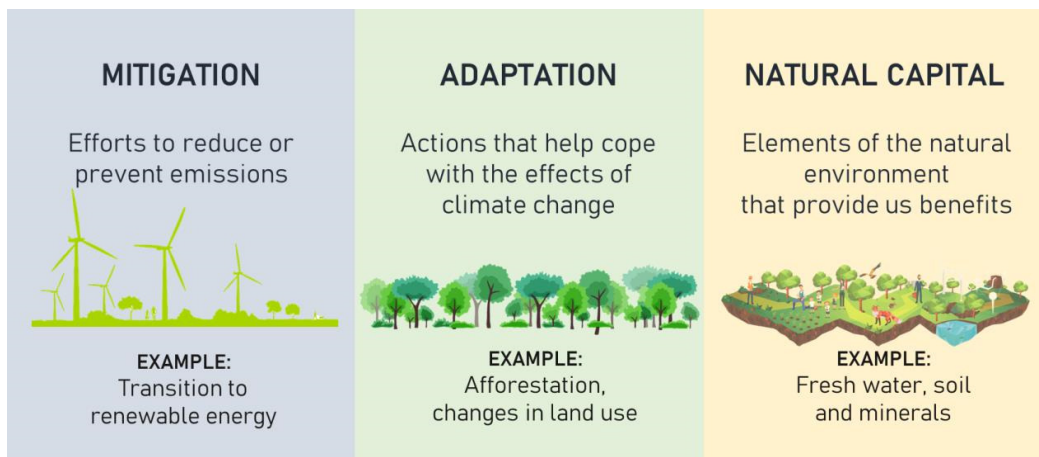 MITIGATION
Efforts to reduce or
prevent emissions
EXAMPLE:
Transition to
renewable energy
ADAPTATION
Actions that help cope
with the effects of
climate change
EXAMPLE:
Afforestation,
changes in land use
NATURAL CAPITAL
Elements of the natural
environment
that provide us benefits
EXAMPLE:
Fresh water, soil
and minerals